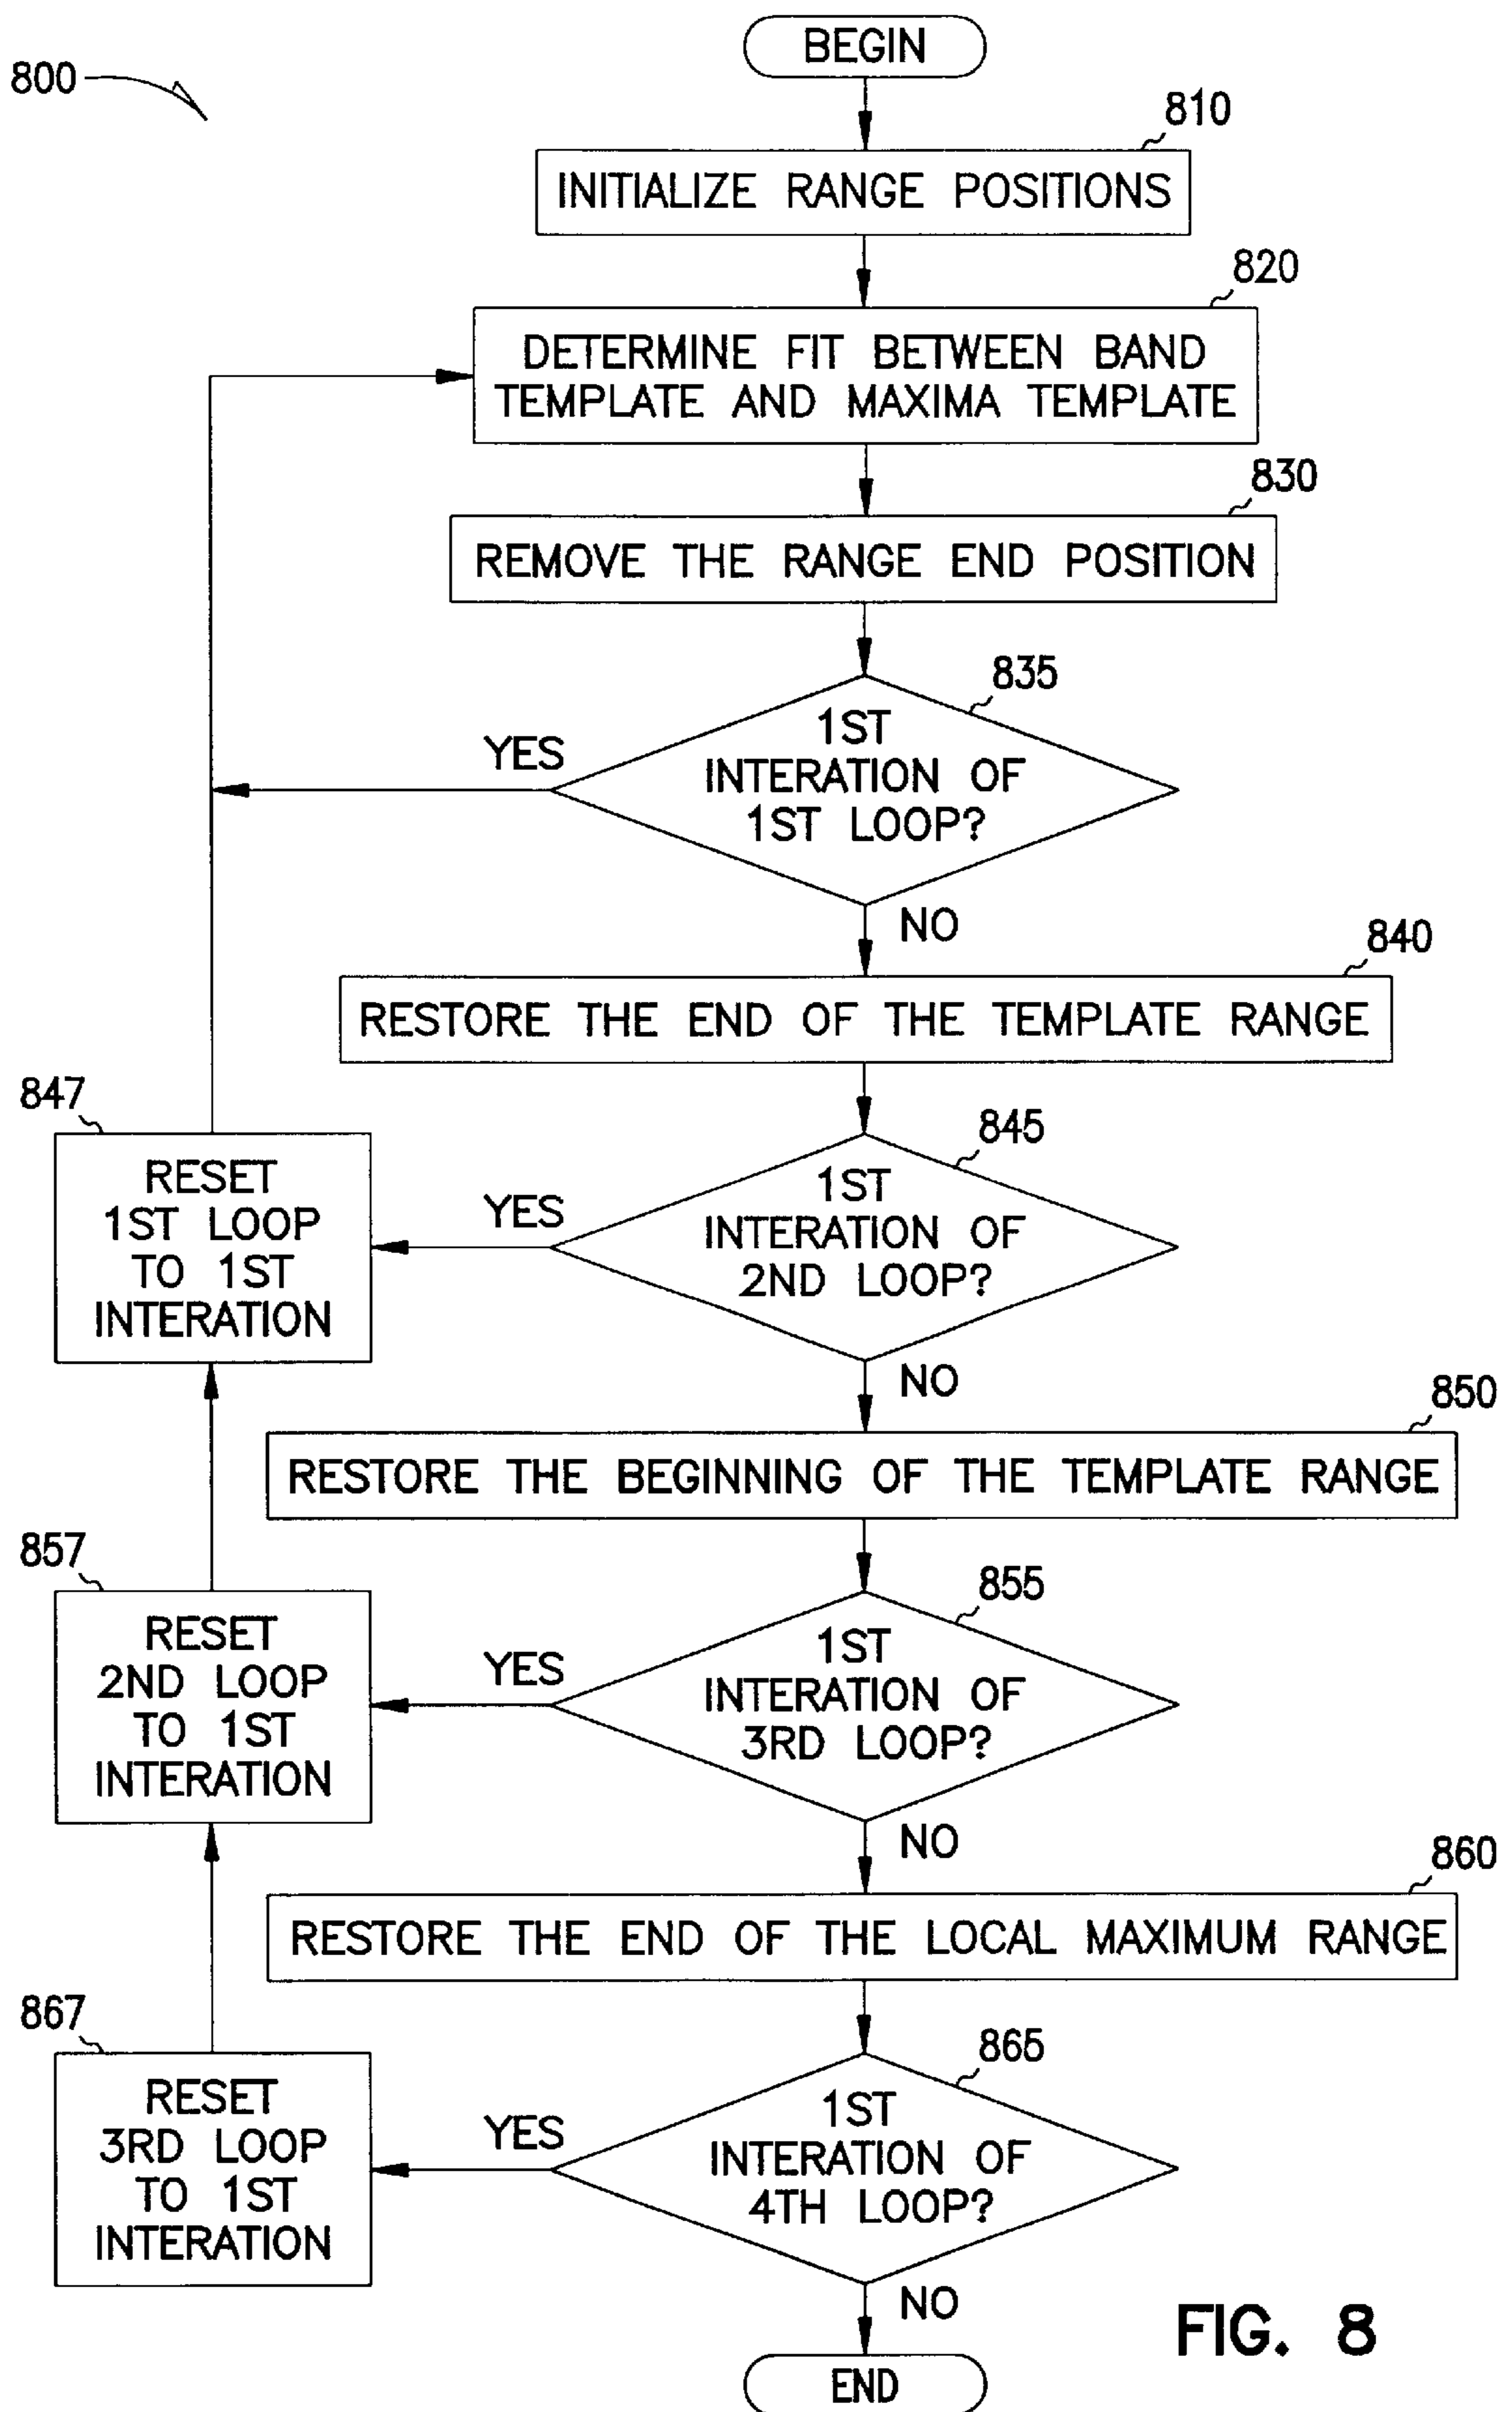 BEGIN
800
810
INITIALIZE RANGE POSITIONS
820
DETERMINE FIT BETWEEN BAND
TEMPLATE AND MAXIMA TEMPLATE
830
REMOVE THE RANGE END POSITION
835
1ST
INTERATION OF
1ST LOOP?
YES
NO
840
RESTORE THE END OF THE TEMPLATE RANGE
845
1ST
INTERATION OF
2ND LOOP?
YES
847
RESET
1ST LOOP
TO 1ST
INTERATION
NO
850
RESTORE THE BEGINNING OF THE TEMPLATE RANGE
855
1ST
INTERATION OF
3RD LOOP?
YES
857
RESET
2ND LOOP
TO 1ST
INTERATION
NO
860
RESTORE THE END OF THE LOCAL MAXIMUM RANGE
865
1ST
INTERATION OF
4TH LOOP?
YES
867
RESET
3RD LOOP
TO 1ST
INTERATION
NO
END
FIG. 8